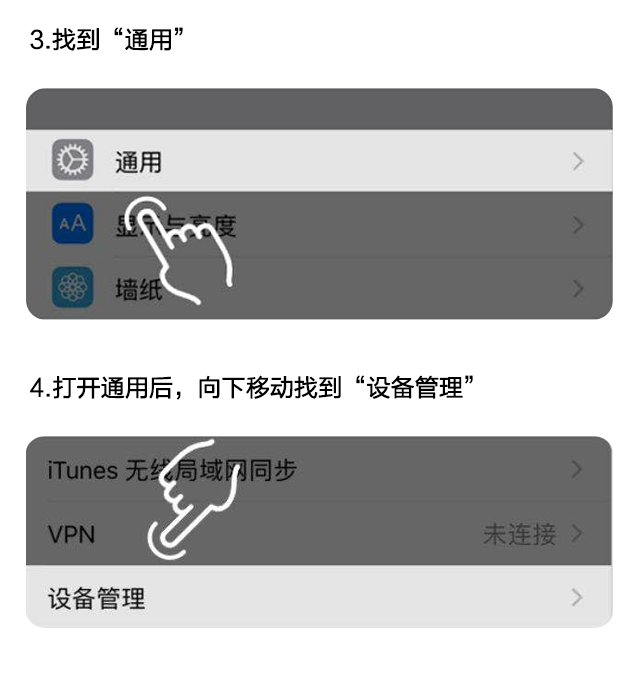 3.找到“通用”
通用
显示与亮度
墙纸
4.打开通用后，向下移动找到“设备管理”
iTunes 无线局域网同步
VPN 未连接
设备管理